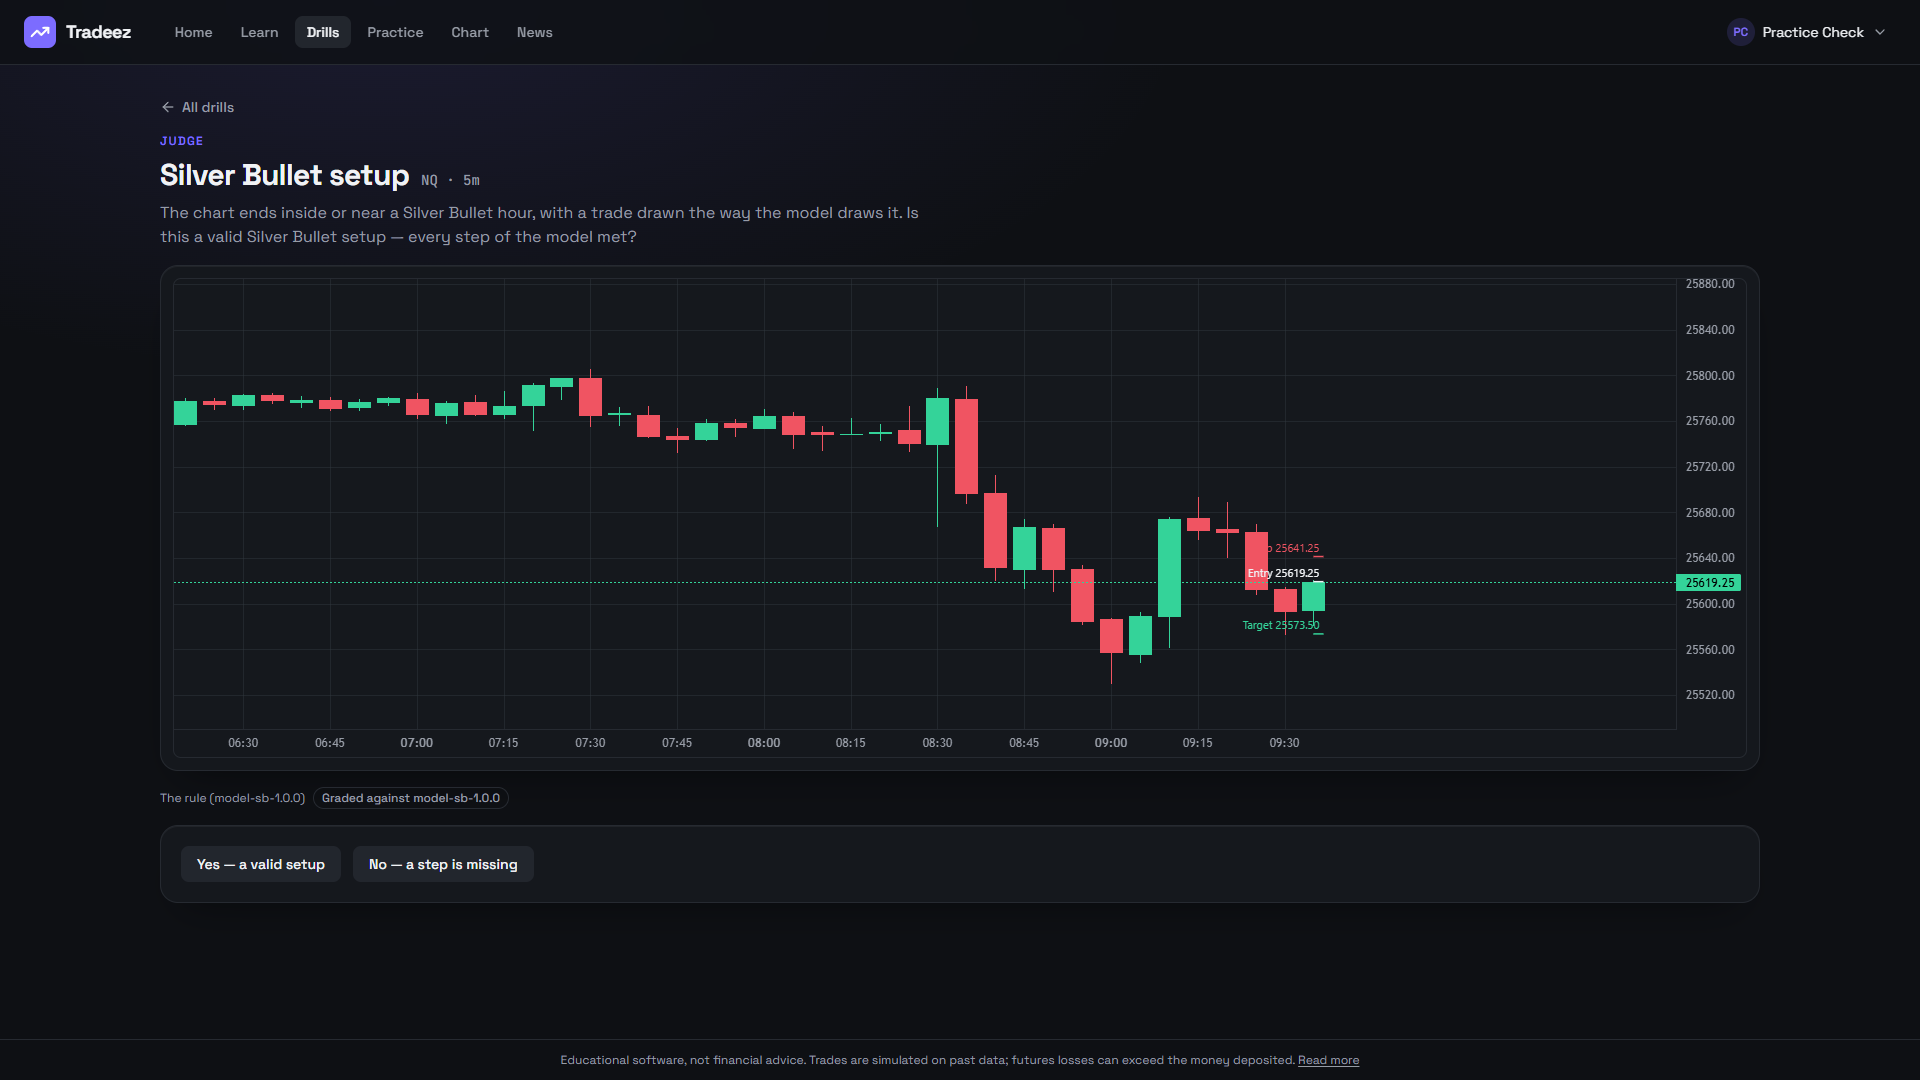 Tradeez
Home
Learn
Drills
Practice
Chart
News
PC
Practice Check
All drills
JUDGE
Silver Bullet setup NQ · 5m
The chart ends inside or near a Silver Bullet hour, with a trade drawn the way the model draws it. Is
this a valid Silver Bullet setup — every step of the model met?
25880.00
25840.00
25800.00
25760.00
25720.00
25680.00
25640.00
25619.25
25600.00
25560.00
25520.00
25641.25
Entry 25619.25
Target 25573.50
06:30
06:45
07:00
07:15
07:30
07:45
08:00
08:15
08:30
08:45
09:00
09:15
09:30
The rule (model-sb-1.0.0)
Graded against model-sb-1.0.0
Yes — a valid setup
No — a step is missing
Educational software, not financial advice. Trades are simulated on past data; futures losses can exceed the money deposited. Read more